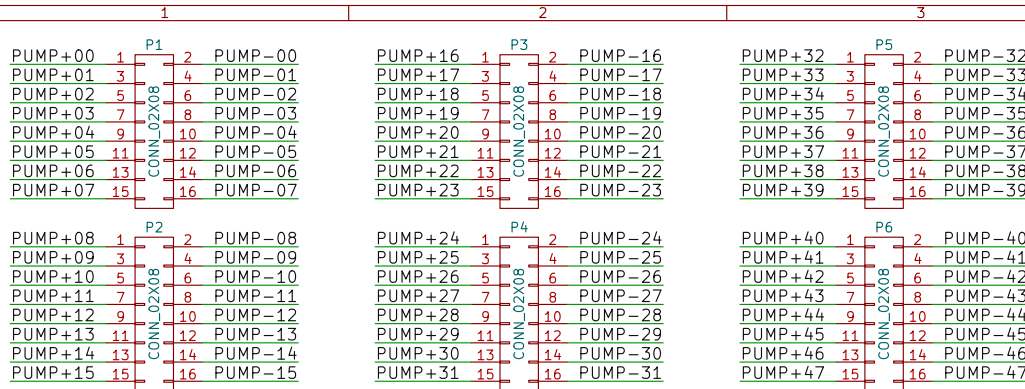 1 2 3
P1 P3 P5
PUMP+00 1 2 PUMP-00 PUMP+16 1 2 PUMP-16 PUMP+32 1 2 PUMP-32
PUMP+01 3 4 PUMP-01 PUMP+17 3 4 PUMP-17 PUMP+33 3 4 PUMP-33
PUMP+02 5 6 PUMP-02 PUMP+18 5 6 PUMP-18 PUMP+34 5 6 PUMP-34
PUMP+03 7 8 PUMP-03 PUMP+19 7 8 PUMP-19 PUMP+35 7 8 PUMP-35
PUMP+04 9 10 PUMP-04 PUMP+20 9 10 PUMP-20 PUMP+36 9 10 PUMP-36
PUMP+05 11 12 PUMP-05 PUMP+21 11 12 PUMP-21 PUMP+37 11 12 PUMP-37
PUMP+06 13 14 PUMP-06 PUMP+22 13 14 PUMP-22 PUMP+38 13 14 PUMP-38
PUMP+07 15 16 PUMP-07 PUMP+23 15 16 PUMP-23 PUMP+39 15 16 PUMP-39
CONN_02X08 CONN_02X08 CONN_02X08
P2 P4 P6
PUMP+08 1 2 PUMP-08 PUMP+24 1 2 PUMP-24 PUMP+40 1 2 PUMP-40
PUMP+09 3 4 PUMP-09 PUMP+25 3 4 PUMP-25 PUMP+41 3 4 PUMP-41
PUMP+10 5 6 PUMP-10 PUMP+26 5 6 PUMP-26 PUMP+42 5 6 PUMP-42
PUMP+11 7 8 PUMP-11 PUMP+27 7 8 PUMP-27 PUMP+43 7 8 PUMP-43
PUMP+12 9 10 PUMP-12 PUMP+28 9 10 PUMP-28 PUMP+44 9 10 PUMP-44
PUMP+13 11 12 PUMP-13 PUMP+29 11 12 PUMP-29 PUMP+45 11 12 PUMP-45
PUMP+14 13 14 PUMP-14 PUMP+30 13 14 PUMP-30 PUMP+46 13 14 PUMP-46
PUMP+15 15 16 PUMP-15 PUMP+31 15 16 PUMP-31 PUMP+47 15 16 PUMP-47
CONN_02X08 CONN_02X08 CONN_02X08